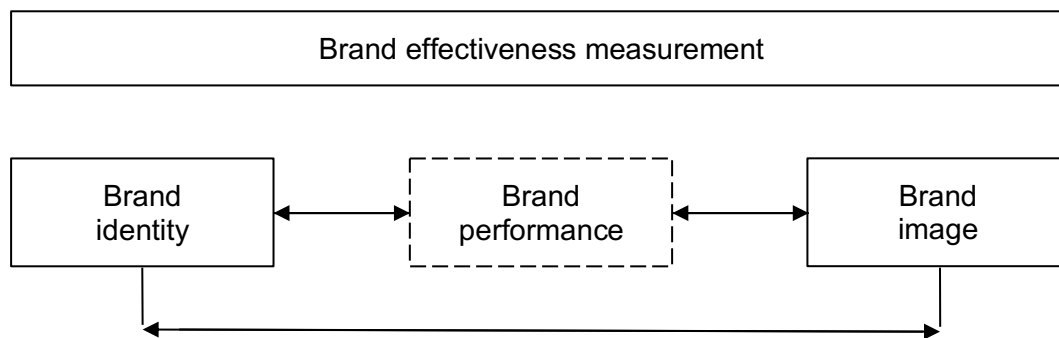 Brand effectiveness measurement
Brand
identity
Brand
performance
Brand
image